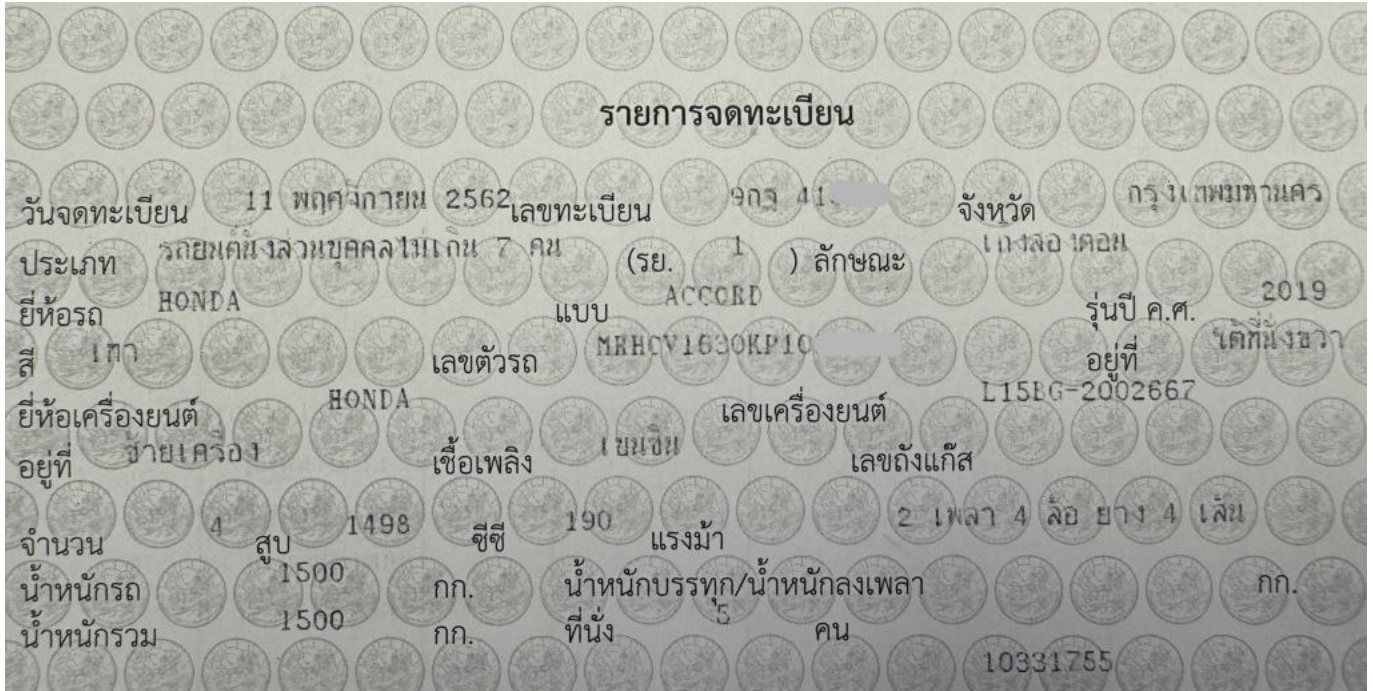 รายการจดทะเบียน
วันจดทะเบียน 11 พฤศจิกายน 2562 เลขทะเบียน 9กฐ 41 จังหวัด กรุงเทพมหานคร
ประเภท รถยนต์นั่งส่วนบุคคลไม่เกิน 7 คน (รย. 1 ) ลักษณะ เก๋งสองตอน
ยี่ห้อรถ HONDA แบบ ACCORD รุ่นปี ค.ศ. 2019
สี เทา เลขตัวรถ MRHCV1630KP10 อยู่ที่ ใต้ที่นั่งขวา
ยี่ห้อเครื่องยนต์ HONDA เลขเครื่องยนต์ L15BG-2002667
อยู่ที่ ซ้ายเครื่อง เชื้อเพลิง เบนซิน เลขถังแก๊ส
จำนวน 4 สูบ 1498 ซีซี 190 แรงม้า 2 เพลา 4 ล้อ ยาง 4 เส้น
น้ำหนักรถ 1500 กก. น้ำหนักบรรทุก/น้ำหนักลงเพลา กก.
น้ำหนักรวม 1500 กก. ที่นั่ง 5 คน
10331755